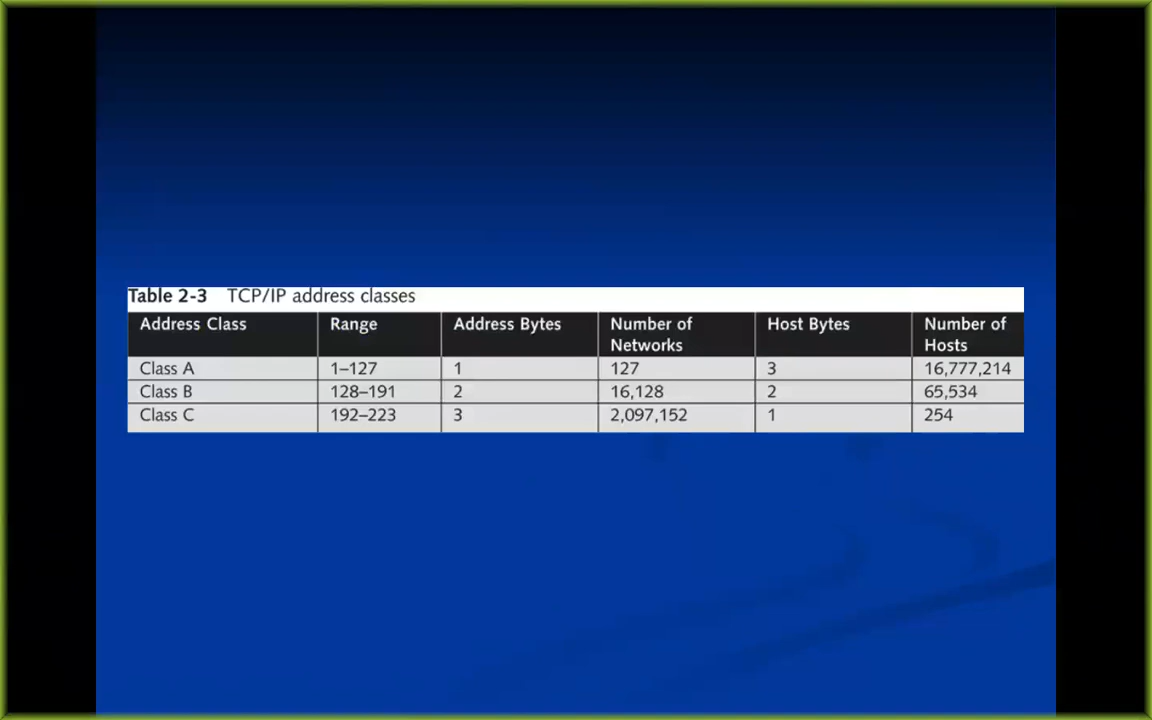 Table 2-3 TCP/IP address classes
Address Class Range Address Bytes Number of Networks Host Bytes Number of Hosts
Class A 1–127 1 127 3 16,777,214
Class B 128–191 2 16,128 2 65,534
Class C 192–223 3 2,097,152 1 254